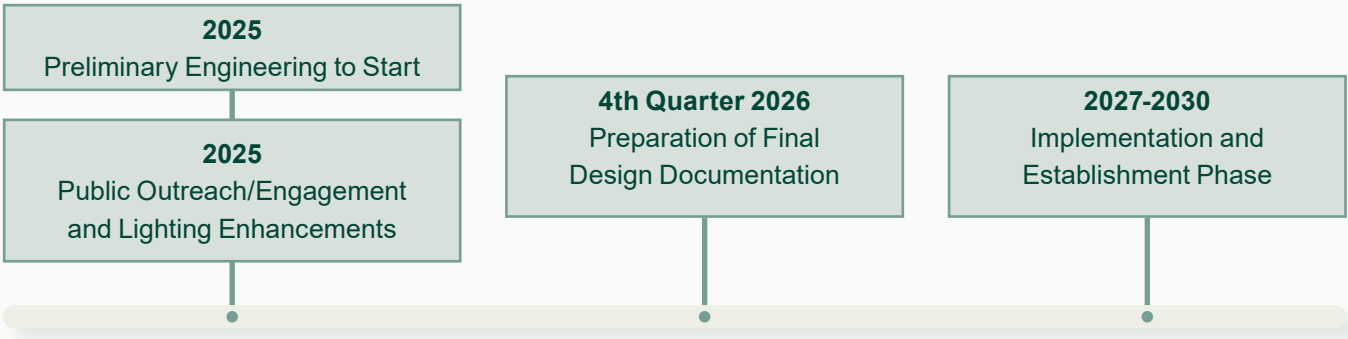 2025
Preliminary Engineering to Start
2025
Public Outreach/Engagement
and Lighting Enhancements
4th Quarter 2026
Preparation of Final
Design Documentation
2027-2030
Implementation and
Establishment Phase